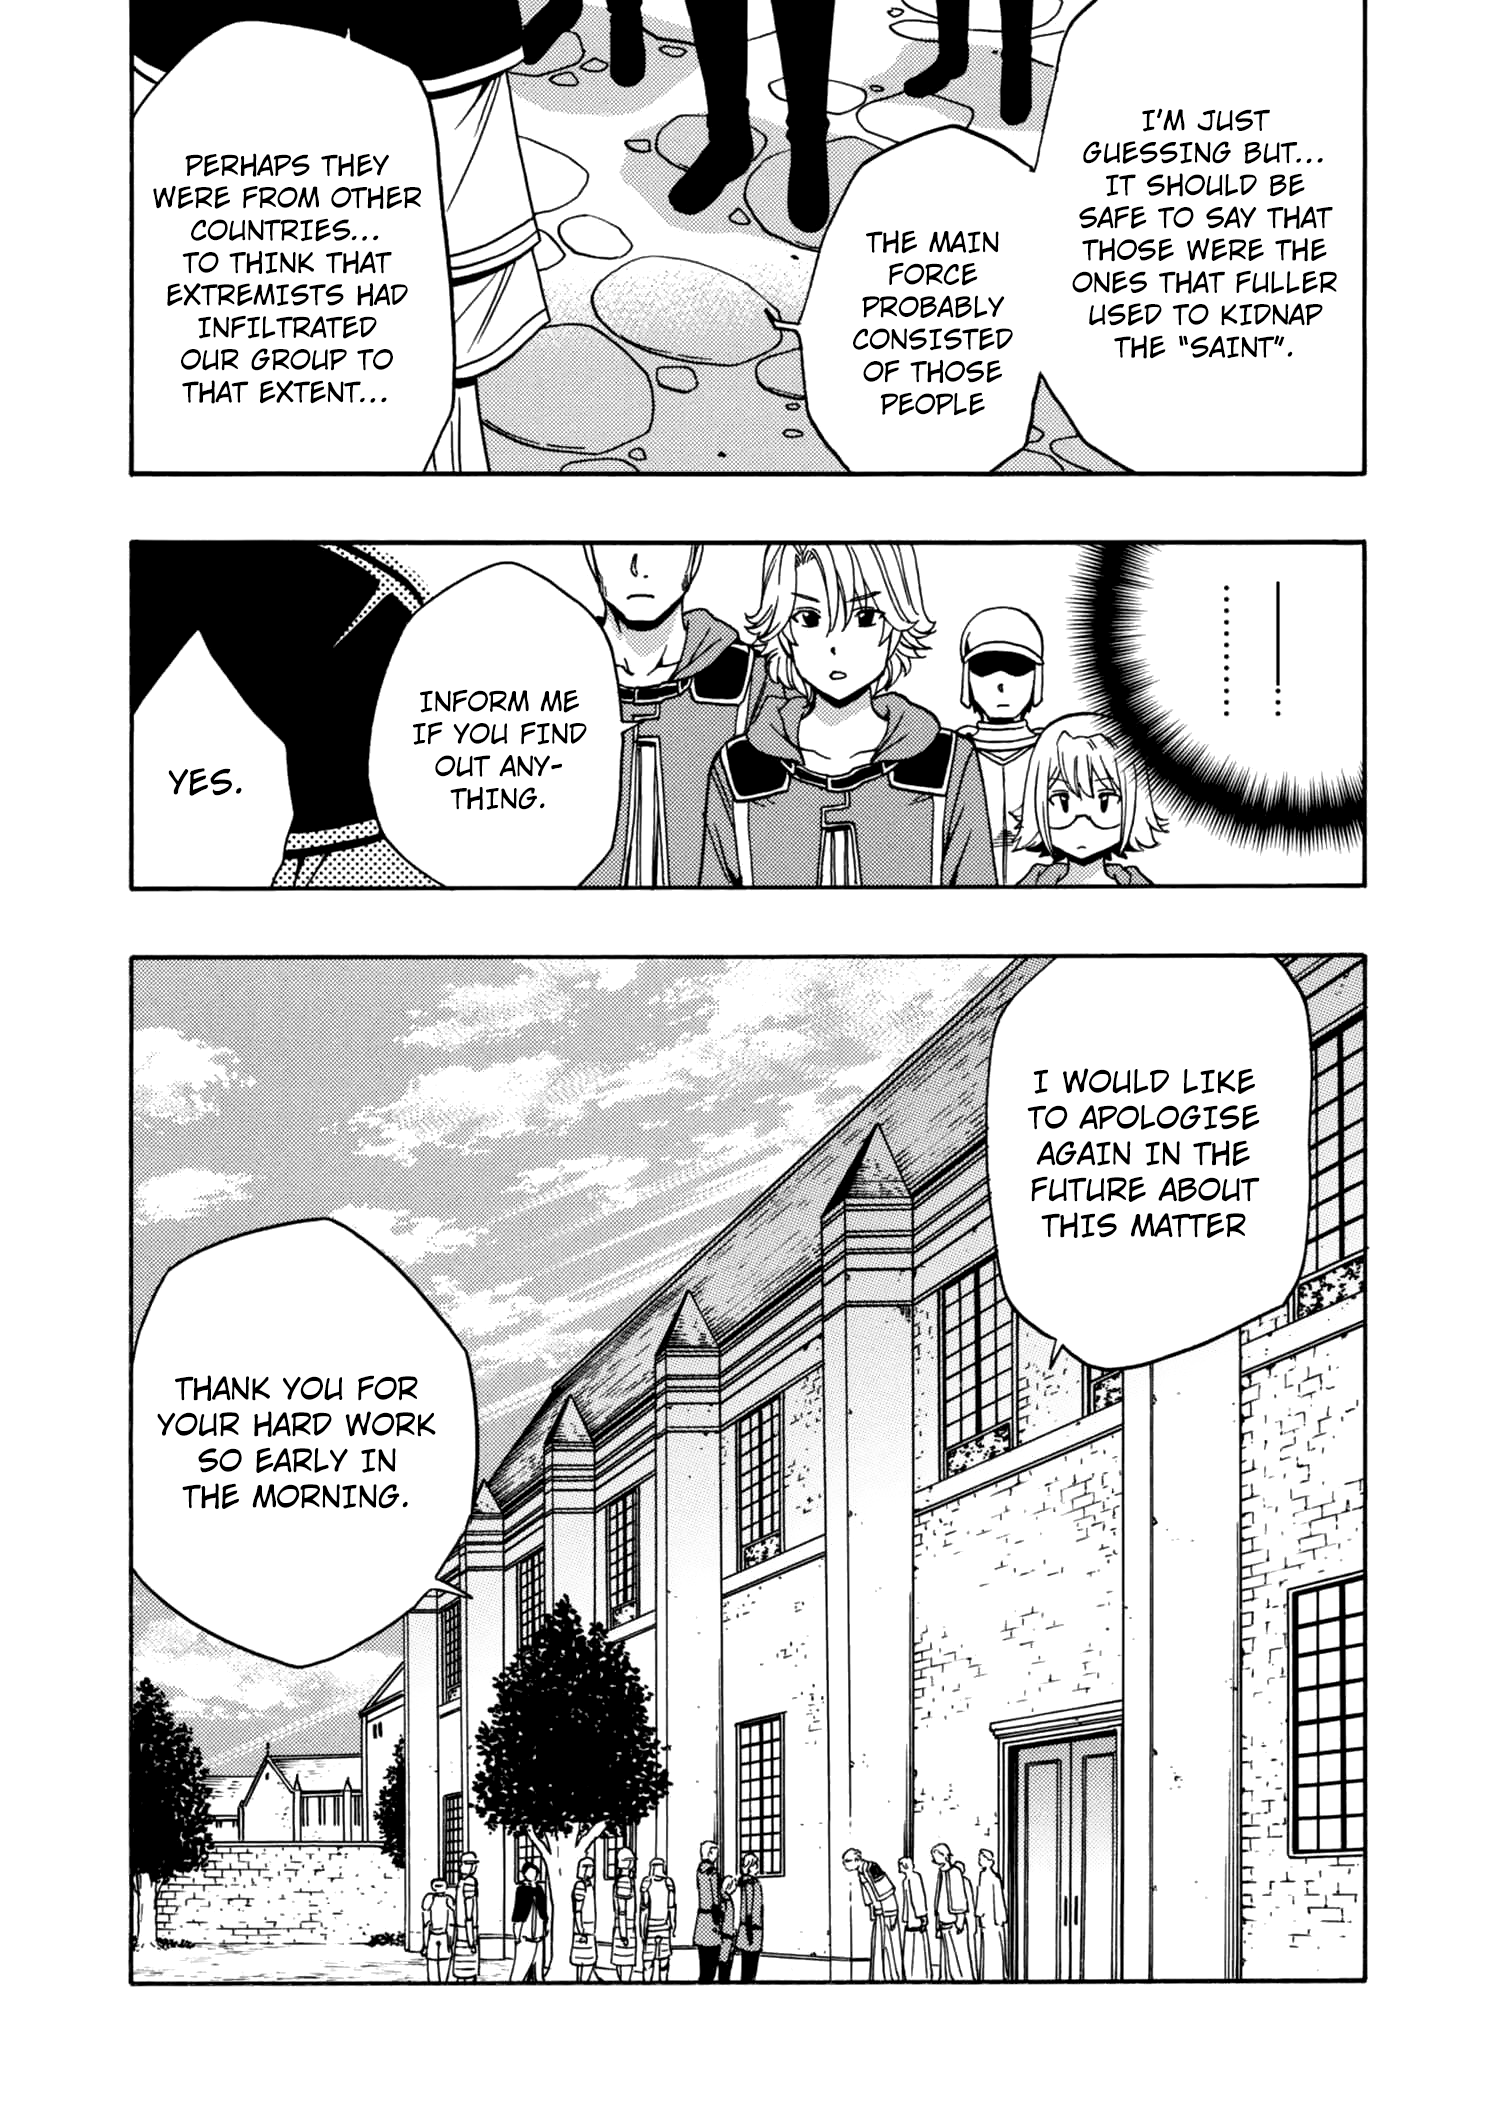 I'M JUST
GUESSING BUT...
IT SHOULD BE
SAFE TO SAY THAT
THOSE WERE THE
ONES THAT FULLER
USED TO KIDNAP
THE "SAINT".
THE MAIN
FORCE
PROBABLY
CONSISTED
OF THOSE
PEOPLE
PERHAPS THEY
WERE FROM OTHER
COUNTRIES...
TO THINK THAT
EXTREMISTS HAD
INFILTRATED
OUR GROUP TO
THAT EXTENT...
INFORM ME
IF YOU FIND
OUT ANY-
THING.
YES.
I WOULD LIKE
TO APOLOGISE
AGAIN IN THE
FUTURE ABOUT
THIS MATTER
THANK YOU FOR
YOUR HARD WORK
SO EARLY IN
THE MORNING.